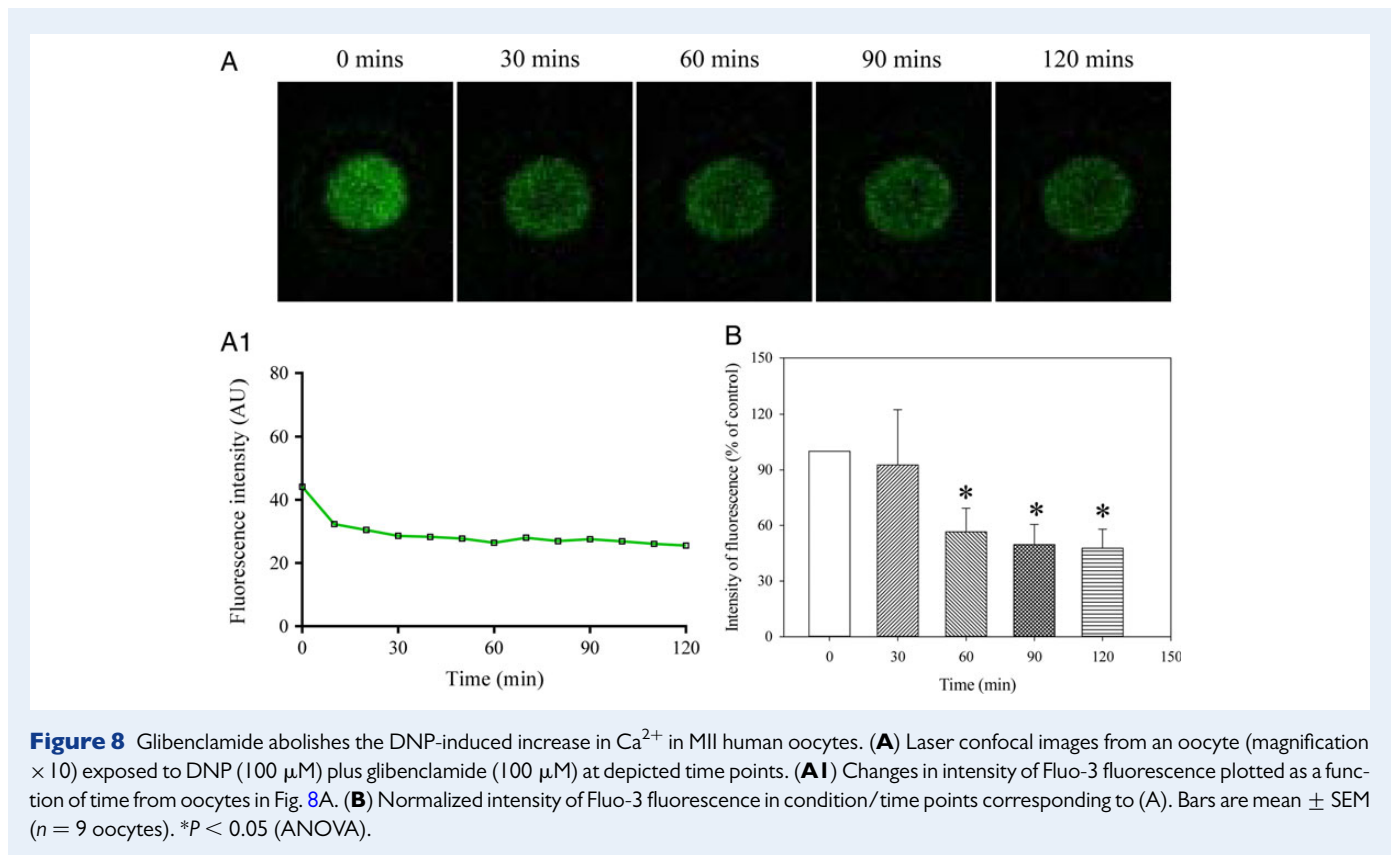 A
0 mins 30 mins 60 mins 90 mins 120 mins
A1
80
60
40
20
0
0 30 60 90 120
Fluorescence intensity (AU)
Time (min)
B
150
120
90
60
30
0
* * *
0 30 60 90 120 150
Intensity of fluorescence (% of control)
Time (min)
Figure 8 Glibenclamide abolishes the DNP-induced increase in Ca²⁺ in MII human oocytes. (A) Laser confocal images from an oocyte (magnification
×10) exposed to DNP (100 μM) plus glibenclamide (100 μM) at depicted time points. (A1) Changes in intensity of Fluo-3 fluorescence plotted as a func-
tion of time from oocytes in Fig. 8A. (B) Normalized intensity of Fluo-3 fluorescence in condition/time points corresponding to (A). Bars are mean ± SEM
(n = 9 oocytes). *P < 0.05 (ANOVA).